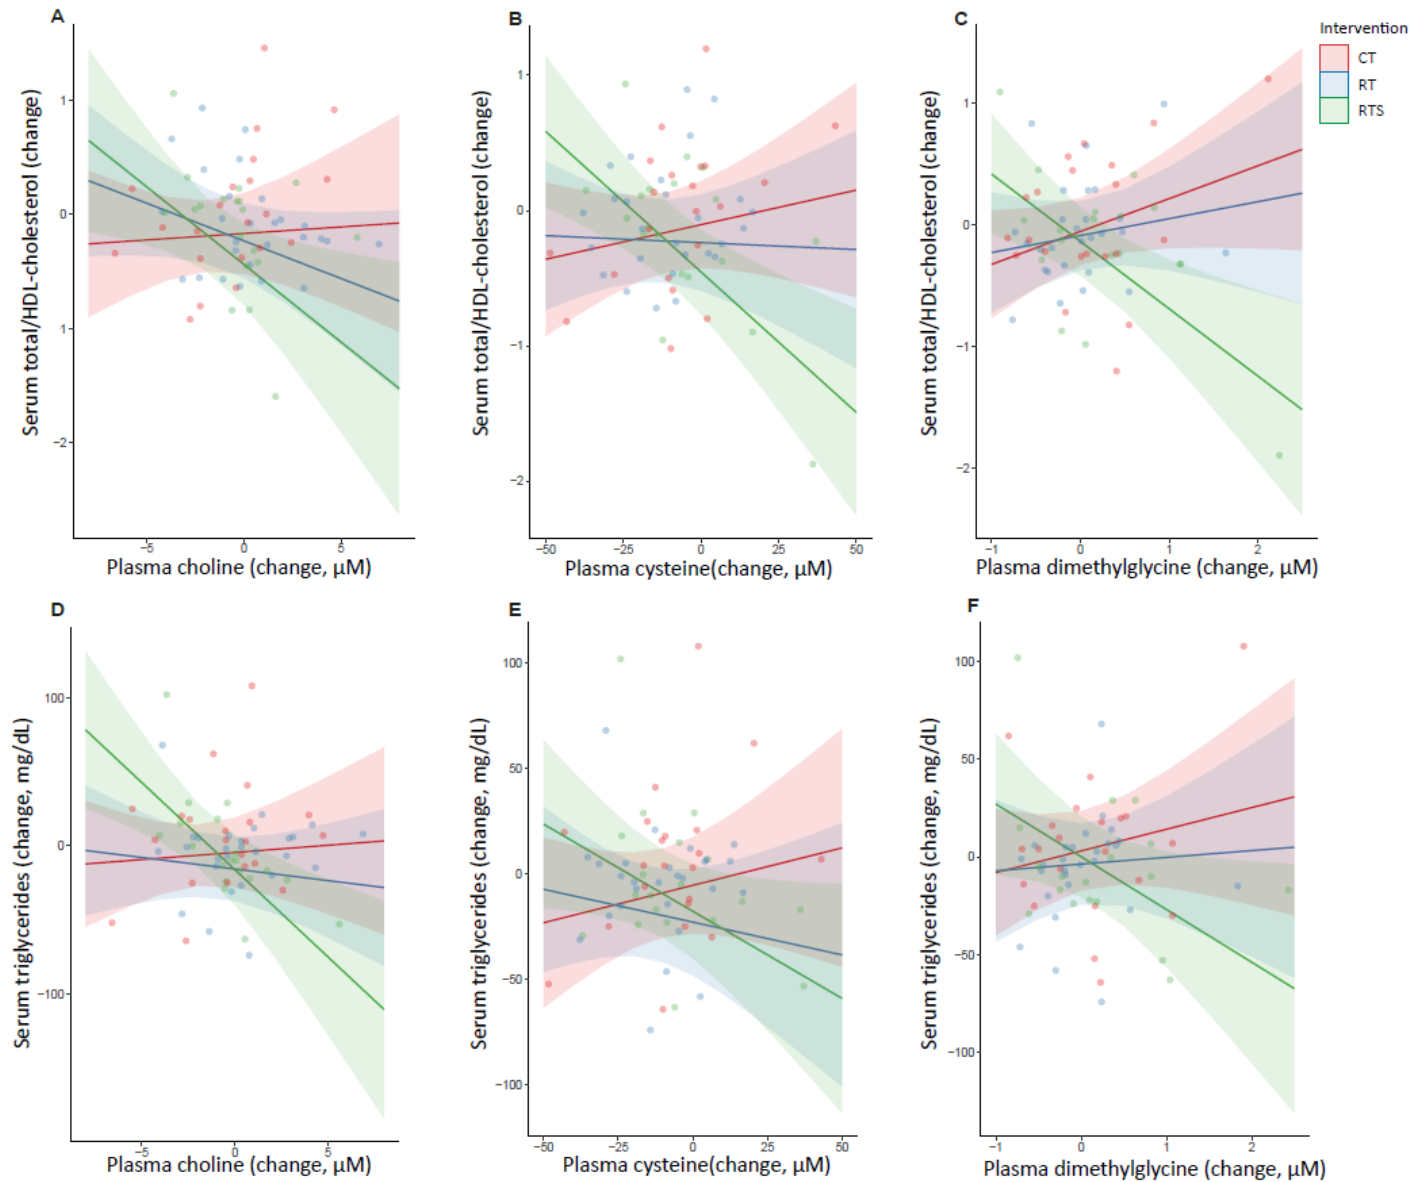 A
B
C
Intervention
CT
RT
RTS
Serum total/HDL-cholesterol (change)
1
0
1
−2
−5
0
5
Plasma choline (change, µM)
Serum total/HDL-cholesterol (change)
1
0
−1
−2
−50
−25
0
25
50
Plasma cysteine(change, µM)
Serum total/HDL-cholesterol (change)
1
0
−1
−2
−1
0
1
2
Plasma dimethylglycine (change, µM)
D
E
F
Serum triglycerides (change, mg/dL)
100
0
−100
−5
0
5
Plasma choline (change, µM)
Serum triglycerides (change, mg/dL)
100
50
0
−50
−100
−50
−25
0
25
50
Plasma cysteine(change, µM)
Serum triglycerides (change, mg/dL)
100
50
0
−50
−100
−1
0
1
2
Plasma dimethylglycine (change, µM)